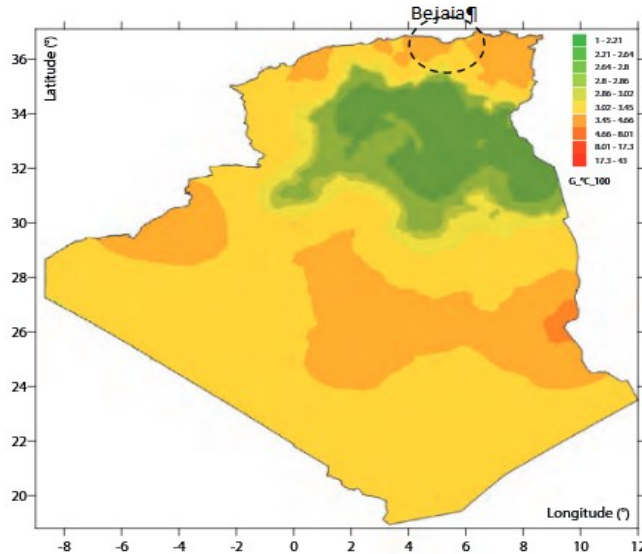 Bejaia¶
Latitude (°)
36
34
32
30
28
26
24
22
20
1 - 2.21
2.21 - 2.64
2.64 - 2.8
2.8 - 2.86
2.86 - 3.02
3.02 - 3.45
3.45 - 4.66
4.66 - 8.01
8.01 - 17.3
17.3 - 43
G_°C_100
Longitude (°)
-8 -6 -4 -2 0 2 4 6 8 10 12